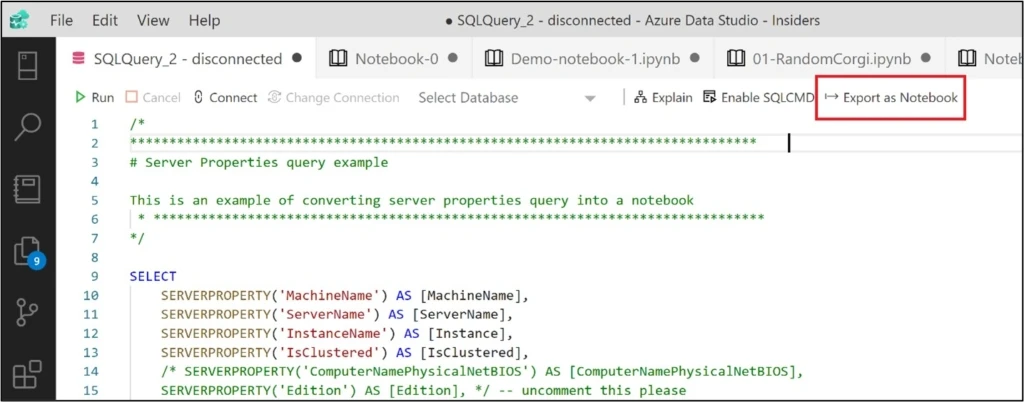 File Edit View Help ● SQLQuery_2 - disconnected - Azure Data Studio - Insiders
SQLQuery_2 - disconnected ● Notebook-0 ● Demo-notebook-1.ipynb ● 01-RandomCorgi.ipynb ● Noteb
Run Cancel Connect Change Connection Select Database Explain Enable SQLCMD Export as Notebook
1 /*
2 ********************************************************************************
3 # Server Properties query example
4
5 This is an example of converting server properties query into a notebook
6 * ******************************************************************************
7 */
8
9 SELECT
10 SERVERPROPERTY('MachineName') AS [MachineName],
11 SERVERPROPERTY('ServerName') AS [ServerName],
12 SERVERPROPERTY('InstanceName') AS [Instance],
13 SERVERPROPERTY('IsClustered') AS [IsClustered],
14 /* SERVERPROPERTY('ComputerNamePhysicalNetBIOS') AS [ComputerNamePhysicalNetBIOS],
15 SERVERPROPERTY('Edition') AS [Edition], */ -- uncomment this please
9